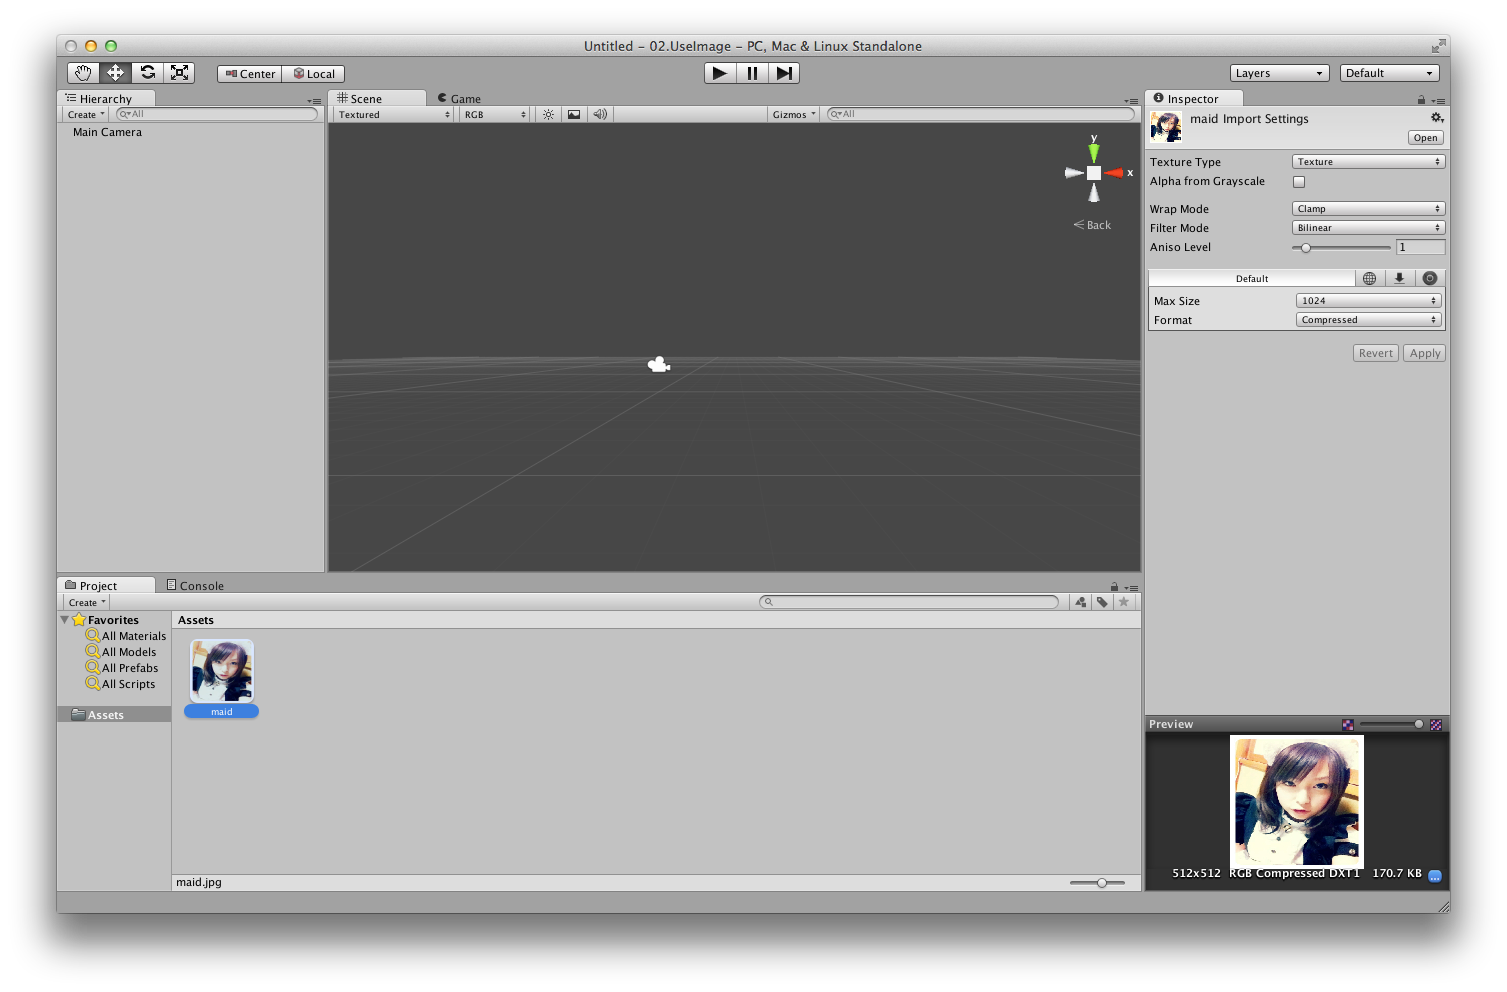 Untitled – 02.UseImage – PC, Mac & Linux Standalone
Center Local
Layers Default
Hierarchy
Create All
Main Camera
Scene Game
Textured RGB Gizmos All
y
x
Back
Inspector
maid Import Settings
Open
Texture Type Texture
Alpha from Grayscale
Wrap Mode Clamp
Filter Mode Bilinear
Aniso Level 1
Default
Max Size 1024
Format Compressed
Revert Apply
Project Console
Create
Favorites
All Materials
All Models
All Prefabs
All Scripts
Assets
Assets
maid
maid.jpg
Preview
512x512 RGB Compressed DXT1 170.7 KB